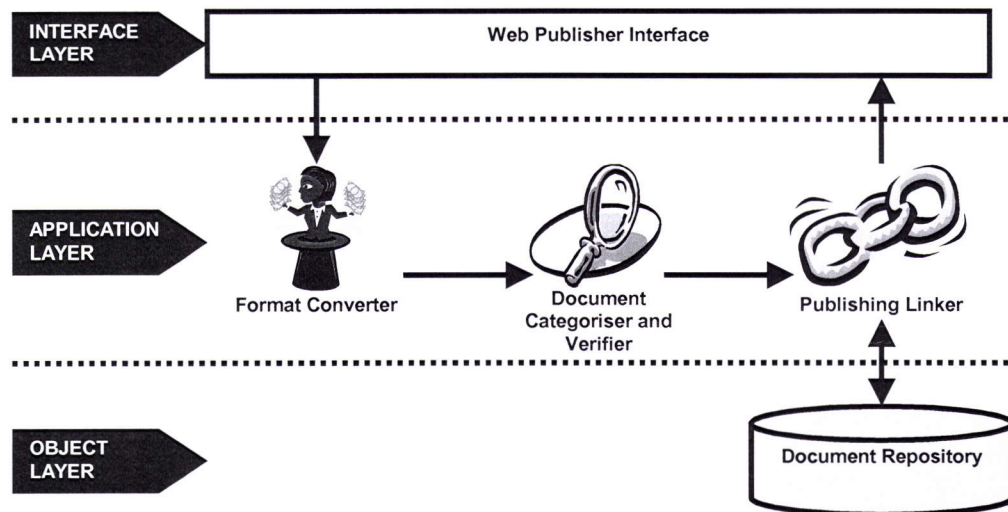 INTERFACE
LAYER
Web Publisher Interface
APPLICATION
LAYER
Format Converter
Document
Categoriser and
Verifier
Publishing Linker
OBJECT
LAYER
Document Repository